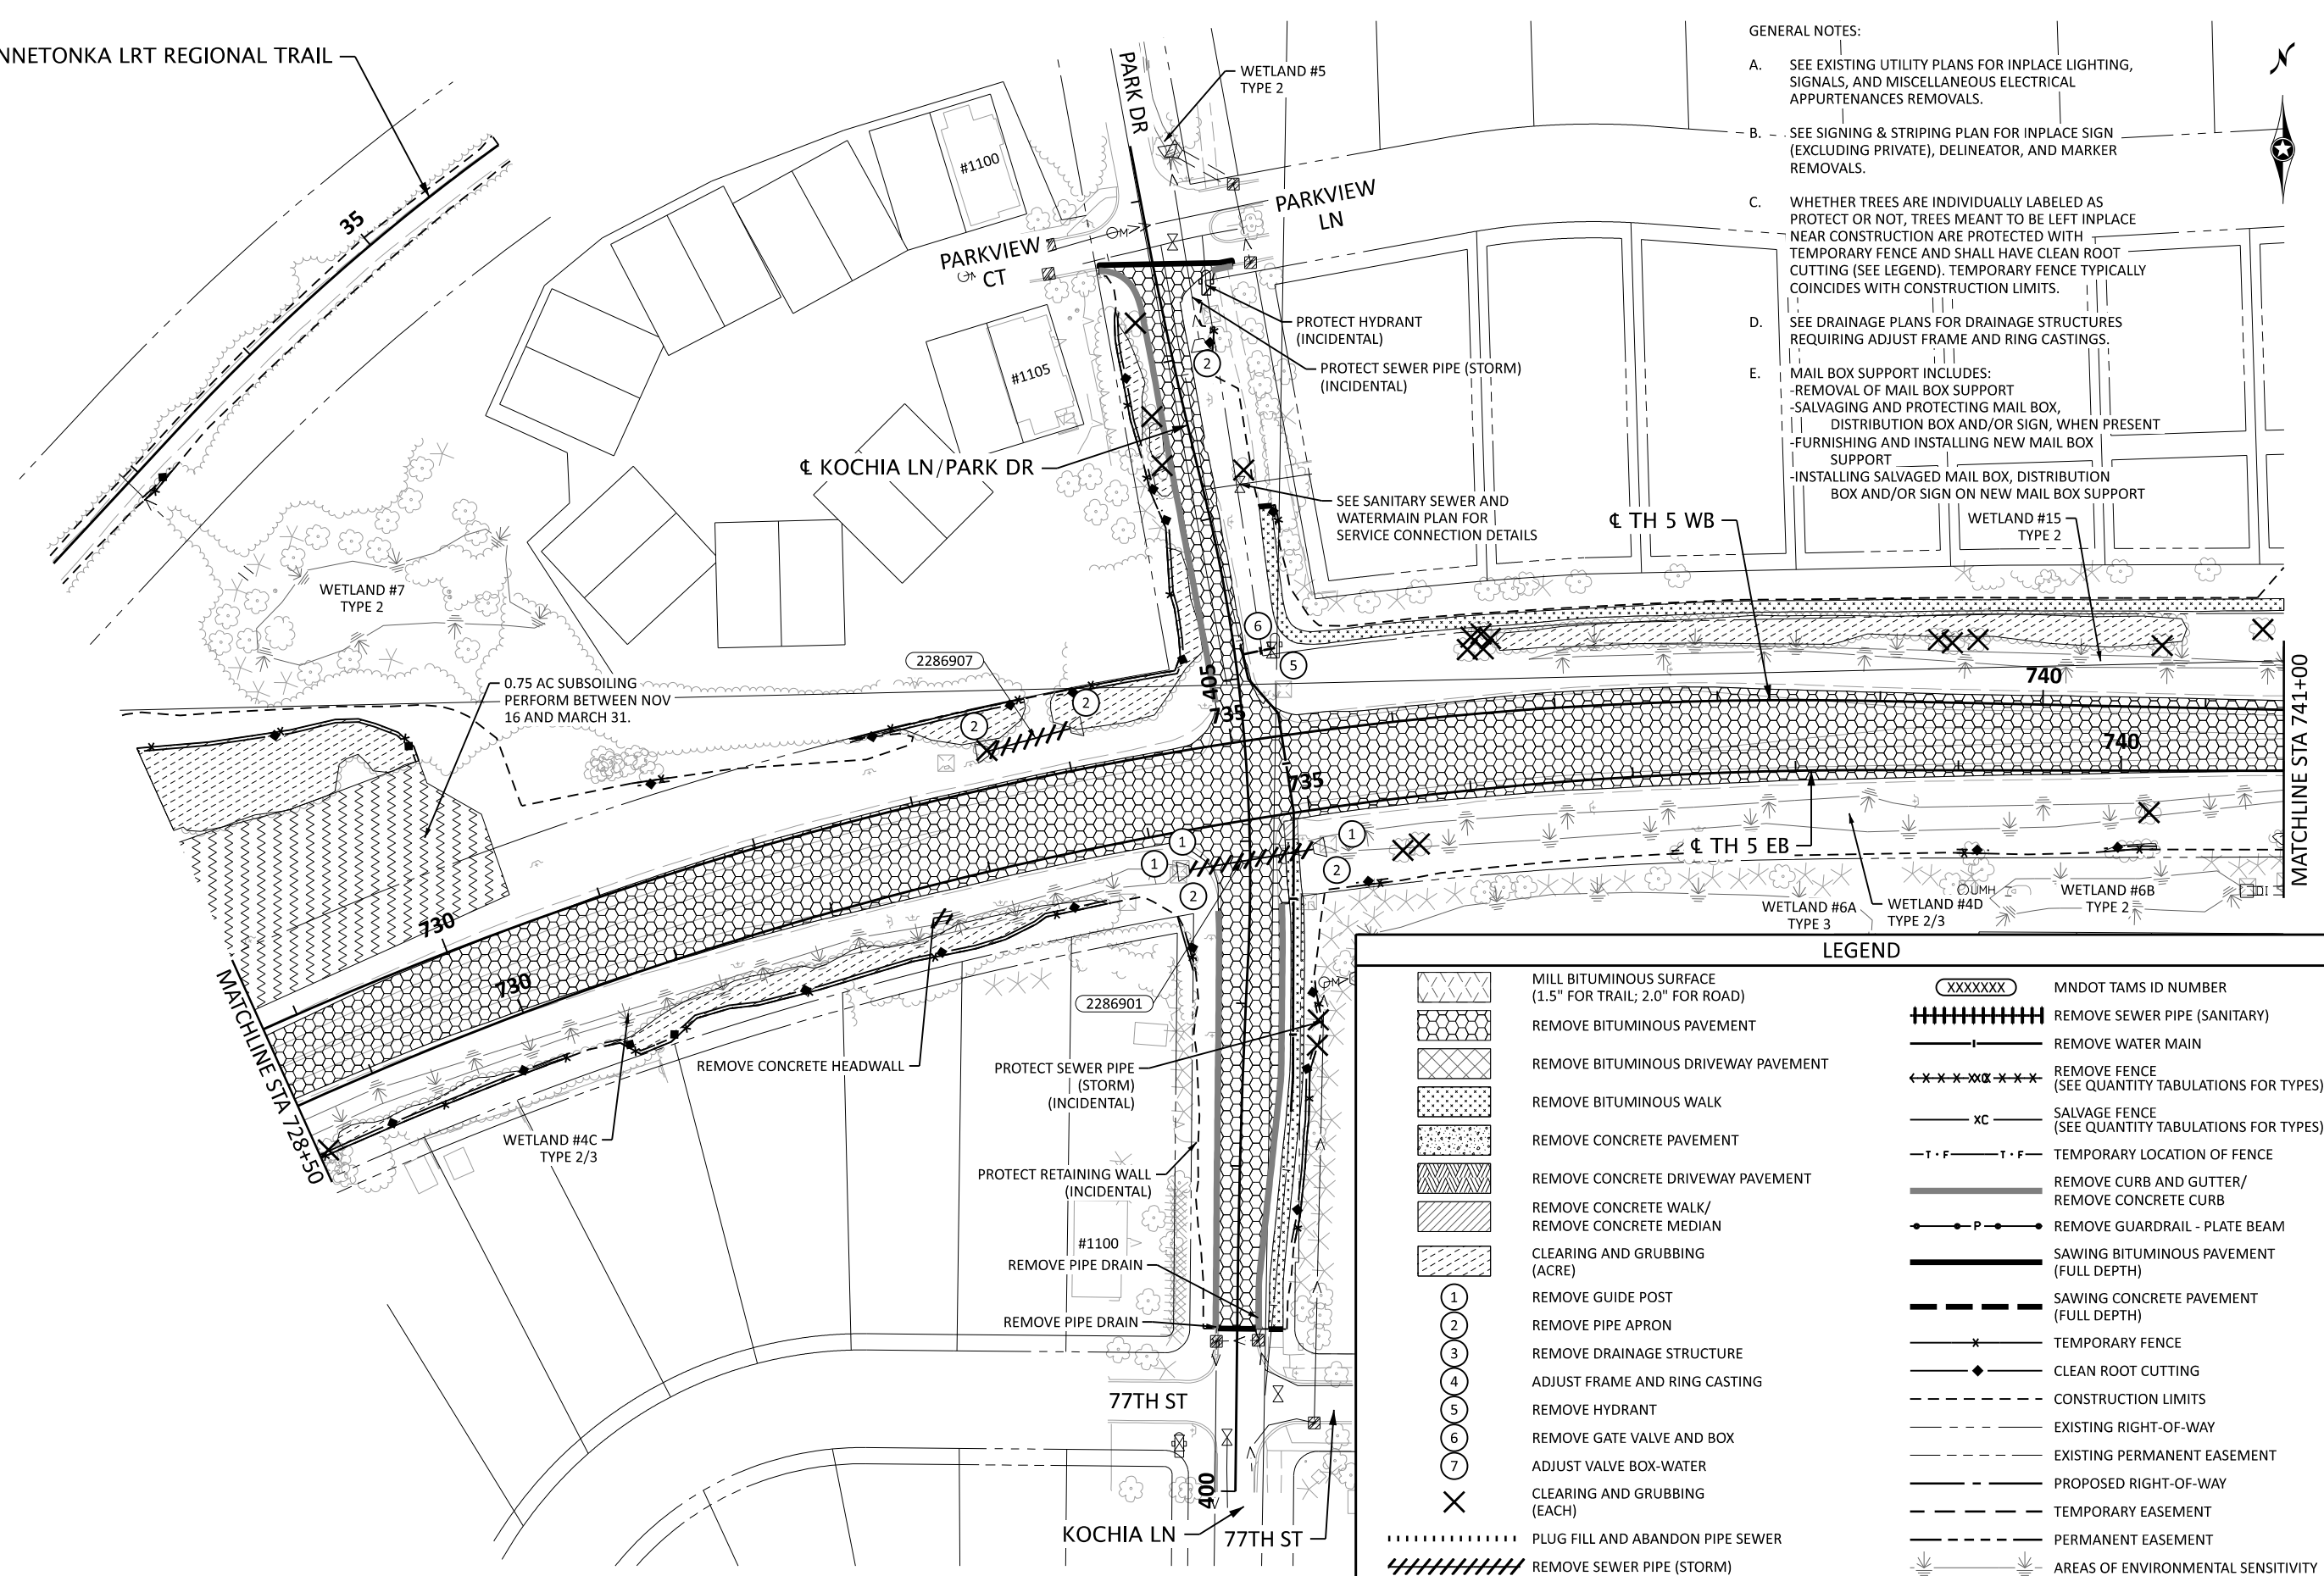 NNETONKA LRT REGIONAL TRAIL
35
PARK DR
WETLAND #5
TYPE 2
#1100
PARKVIEW
LN
PARKVIEW
CT
M
#1105
PROTECT HYDRANT
(INCIDENTAL)
2
PROTECT SEWER PIPE (STORM)
(INCIDENTAL)
℄ KOCHIA LN/PARK DR
SEE SANITARY SEWER AND
WATERMAIN PLAN FOR
SERVICE CONNECTION DETAILS
GENERAL NOTES:
A. SEE EXISTING UTILITY PLANS FOR INPLACE LIGHTING,
SIGNALS, AND MISCELLANEOUS ELECTRICAL
APPURTENANCES REMOVALS.
B. SEE SIGNING & STRIPING PLAN FOR INPLACE SIGN
(EXCLUDING PRIVATE), DELINEATOR, AND MARKER
REMOVALS.
C. WHETHER TREES ARE INDIVIDUALLY LABELED AS
PROTECT OR NOT, TREES MEANT TO BE LEFT INPLACE
NEAR CONSTRUCTION ARE PROTECTED WITH
TEMPORARY FENCE AND SHALL HAVE CLEAN ROOT
CUTTING (SEE LEGEND). TEMPORARY FENCE TYPICALLY
COINCIDES WITH CONSTRUCTION LIMITS.
D. SEE DRAINAGE PLANS FOR DRAINAGE STRUCTURES
REQUIRING ADJUST FRAME AND RING CASTINGS.
E. MAIL BOX SUPPORT INCLUDES:
-REMOVAL OF MAIL BOX SUPPORT
-SALVAGING AND PROTECTING MAIL BOX,
DISTRIBUTION BOX AND/OR SIGN, WHEN PRESENT
-FURNISHING AND INSTALLING NEW MAIL BOX
SUPPORT
-INSTALLING SALVAGED MAIL BOX, DISTRIBUTION
BOX AND/OR SIGN ON NEW MAIL BOX SUPPORT
N
℄ TH 5 WB
WETLAND #15
TYPE 2
WETLAND #7
TYPE 2
6
5
2286907
0.75 AC SUBSOILING
PERFORM BETWEEN NOV
16 AND MARCH 31.
2
2
405
735
740
740
735
MATCHLINE STA 741+00
1
1
1
2
2
℄ TH 5 EB
UMH
WETLAND #6A
TYPE 3
WETLAND #4D
TYPE 2/3
WETLAND #6B
TYPE 2
730
730
MATCHLINE STA 728+50
2286901
REMOVE CONCRETE HEADWALL
PROTECT SEWER PIPE
(STORM)
(INCIDENTAL)
WETLAND #4C
TYPE 2/3
PROTECT RETAINING WALL
(INCIDENTAL)
#1100
REMOVE PIPE DRAIN
REMOVE PIPE DRAIN
77TH ST
400
KOCHIA LN
77TH ST
LEGEND
MILL BITUMINOUS SURFACE
(1.5" FOR TRAIL; 2.0" FOR ROAD)
REMOVE BITUMINOUS PAVEMENT
REMOVE BITUMINOUS DRIVEWAY PAVEMENT
REMOVE BITUMINOUS WALK
REMOVE CONCRETE PAVEMENT
REMOVE CONCRETE DRIVEWAY PAVEMENT
REMOVE CONCRETE WALK/
REMOVE CONCRETE MEDIAN
CLEARING AND GRUBBING
(ACRE)
1 REMOVE GUIDE POST
2 REMOVE PIPE APRON
3 REMOVE DRAINAGE STRUCTURE
4 ADJUST FRAME AND RING CASTING
5 REMOVE HYDRANT
6 REMOVE GATE VALVE AND BOX
7 ADJUST VALVE BOX-WATER
CLEARING AND GRUBBING
(EACH)
PLUG FILL AND ABANDON PIPE SEWER
REMOVE SEWER PIPE (STORM)
XXXXXXX MNDOT TAMS ID NUMBER
REMOVE SEWER PIPE (SANITARY)
REMOVE WATER MAIN
REMOVE FENCE
(SEE QUANTITY TABULATIONS FOR TYPES)
XC SALVAGE FENCE
(SEE QUANTITY TABULATIONS FOR TYPES)
T · F T · F TEMPORARY LOCATION OF FENCE
REMOVE CURB AND GUTTER/
REMOVE CONCRETE CURB
P REMOVE GUARDRAIL - PLATE BEAM
SAWING BITUMINOUS PAVEMENT
(FULL DEPTH)
SAWING CONCRETE PAVEMENT
(FULL DEPTH)
TEMPORARY FENCE
CLEAN ROOT CUTTING
CONSTRUCTION LIMITS
EXISTING RIGHT-OF-WAY
EXISTING PERMANENT EASEMENT
PROPOSED RIGHT-OF-WAY
TEMPORARY EASEMENT
PERMANENT EASEMENT
AREAS OF ENVIRONMENTAL SENSITIVITY